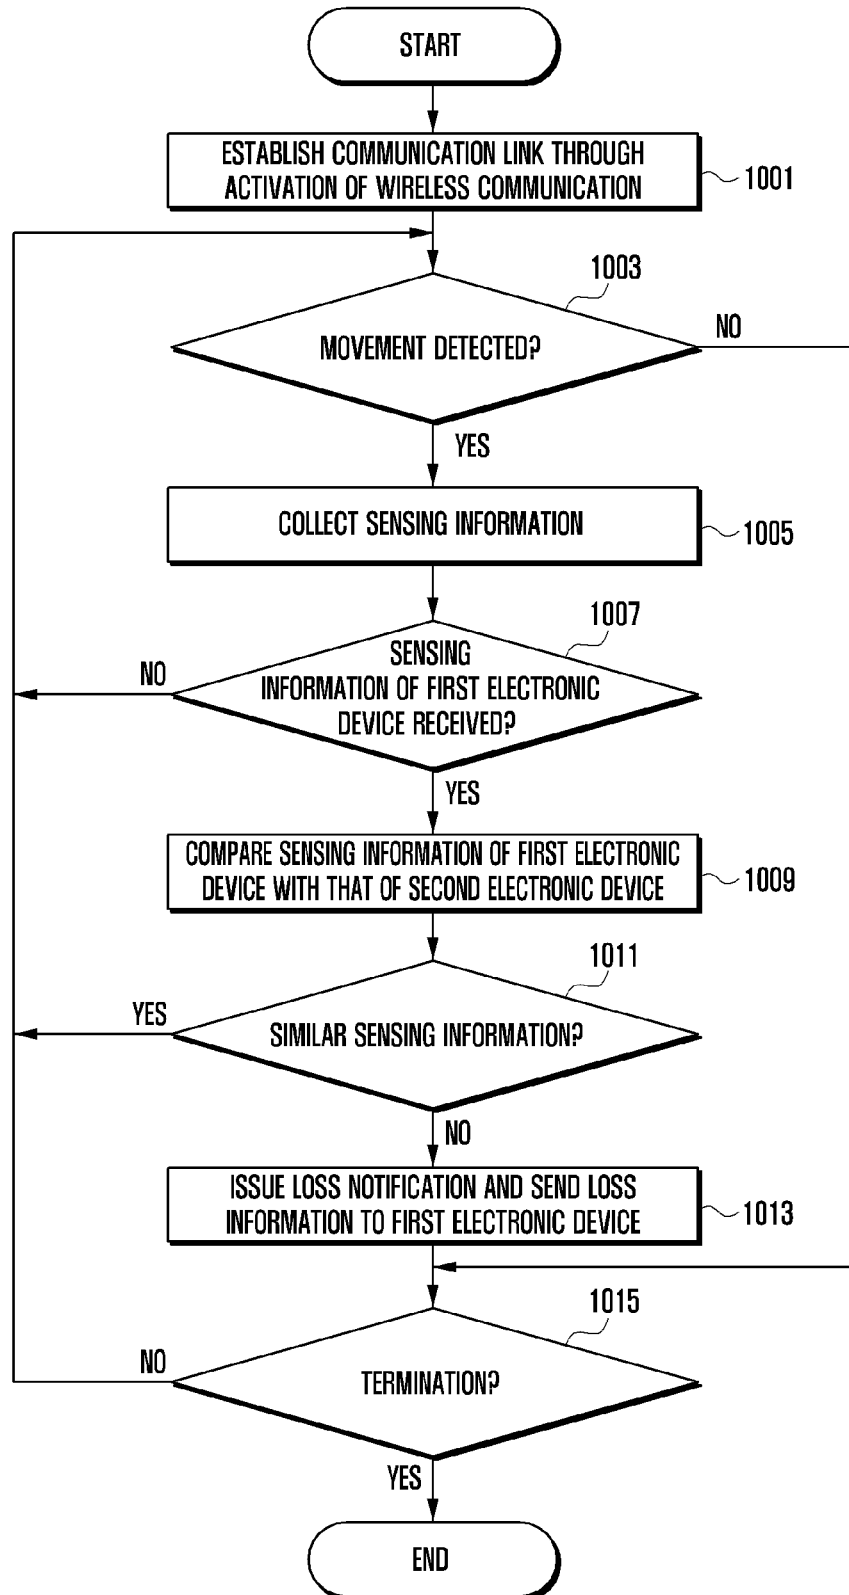 START
ESTABLISH COMMUNICATION LINK THROUGH
ACTIVATION OF WIRELESS COMMUNICATION
1001
1003
MOVEMENT DETECTED?
NO
YES
COLLECT SENSING INFORMATION
1005
1007
SENSING
INFORMATION OF FIRST ELECTRONIC
DEVICE RECEIVED?
NO
YES
COMPARE SENSING INFORMATION OF FIRST ELECTRONIC
DEVICE WITH THAT OF SECOND ELECTRONIC DEVICE
1009
1011
SIMILAR SENSING INFORMATION?
YES
NO
ISSUE LOSS NOTIFICATION AND SEND LOSS
INFORMATION TO FIRST ELECTRONIC DEVICE
1013
1015
TERMINATION?
NO
YES
END